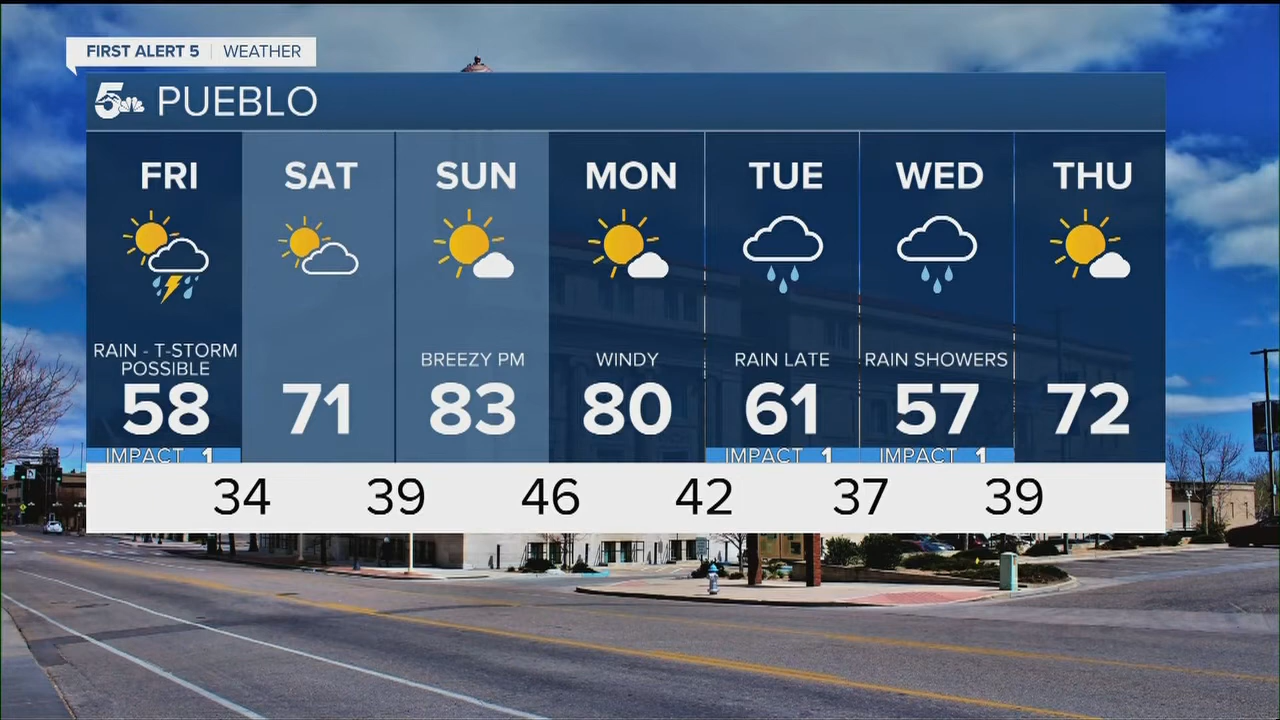 FIRST ALERT 5 | WEATHER
5 PUEBLO
FRI SAT SUN MON TUE WED THU
RAIN - T-STORM
POSSIBLE
BREEZY PM WINDY RAIN LATE RAIN SHOWERS
58 71 83 80 61 57 72
IMPACT 1 IMPACT 1 IMPACT 1
34 39 46 42 37 39